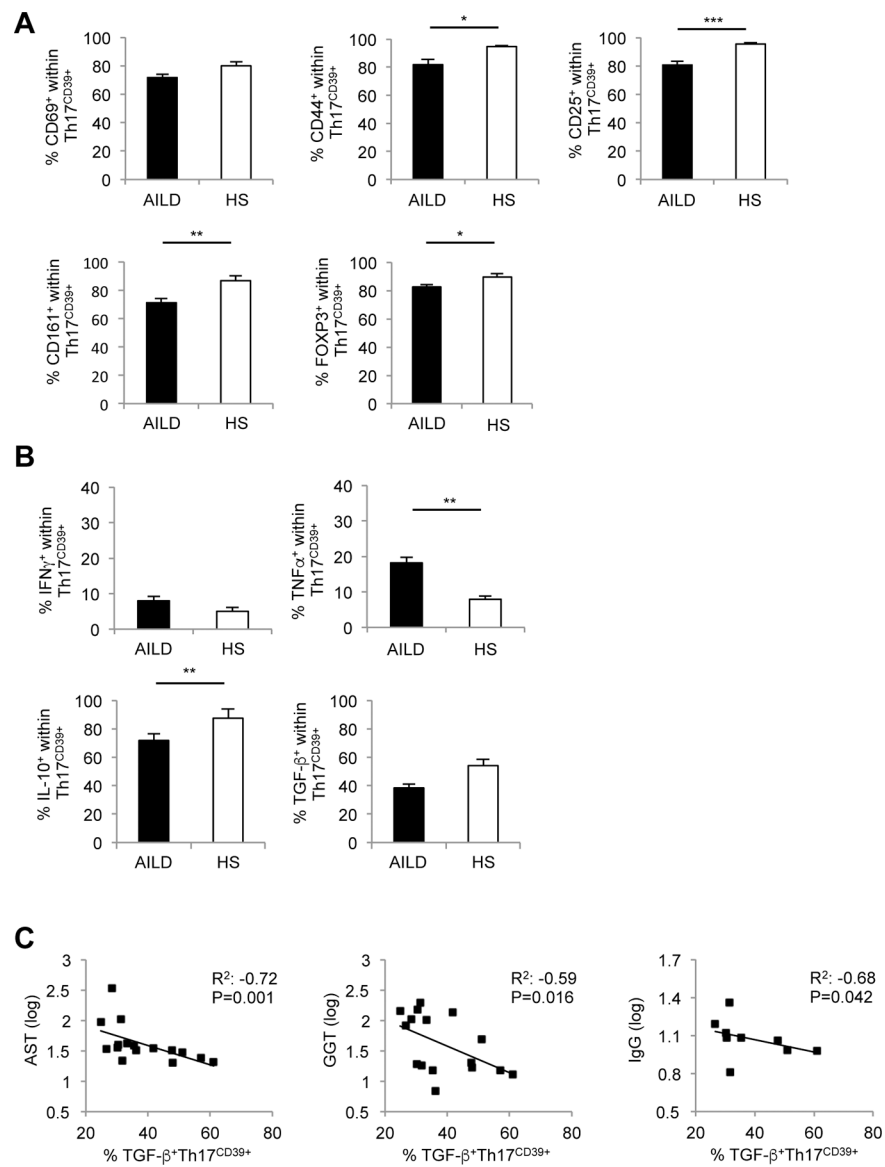 A
% CD69⁺ within
Th17ᶜᴰ³⁹⁺
100
80
60
40
20
0
AILD HS
*
% CD44⁺ within
Th17ᶜᴰ³⁹⁺
100
80
60
40
20
0
AILD HS
***
% CD25⁺ within
Th17ᶜᴰ³⁹⁺
100
80
60
40
20
0
AILD HS
**
% CD161⁺ within
Th17ᶜᴰ³⁹⁺
100
80
60
40
20
0
AILD HS
*
% FOXP3⁺ within
Th17ᶜᴰ³⁹⁺
100
80
60
40
20
0
AILD HS
B
% IFNγ⁺ within
Th17ᶜᴰ³⁹⁺
40
30
20
10
0
AILD HS
**
% TNFα⁺ within
Th17ᶜᴰ³⁹⁺
40
30
20
10
0
AILD HS
**
% IL-10⁺ within
Th17ᶜᴰ³⁹⁺
100
80
60
40
20
0
AILD HS
% TGF-β⁺ within
Th17ᶜᴰ³⁹⁺
100
80
60
40
20
0
AILD HS
C
AST (log)
3
2.5
2
1.5
1
0.5
R²: -0.72
P=0.001
20 40 60 80
% TGF-β⁺Th17ᶜᴰ³⁹⁺
GGT (log)
3
2.5
2
1.5
1
0.5
R²: -0.59
P=0.016
20 40 60 80
% TGF-β⁺Th17ᶜᴰ³⁹⁺
IgG (log)
1.7
1.4
1.1
0.8
0.5
R²: -0.68
P=0.042
20 40 60 80
% TGF-β⁺Th17ᶜᴰ³⁹⁺